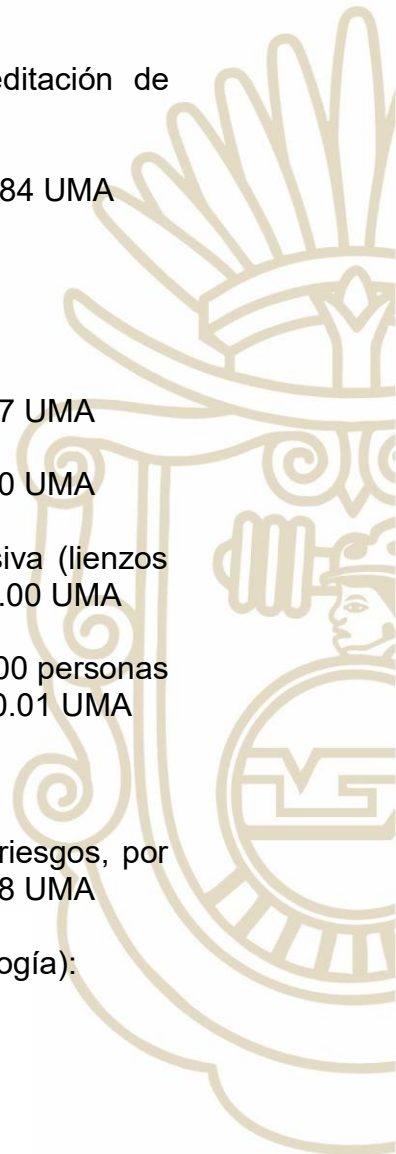 editación de
84 UMA
7 UMA
0 UMA
siva (lienzos
.00 UMA
00 personas
0.01 UMA
riesgos, por
8 UMA
ogía):